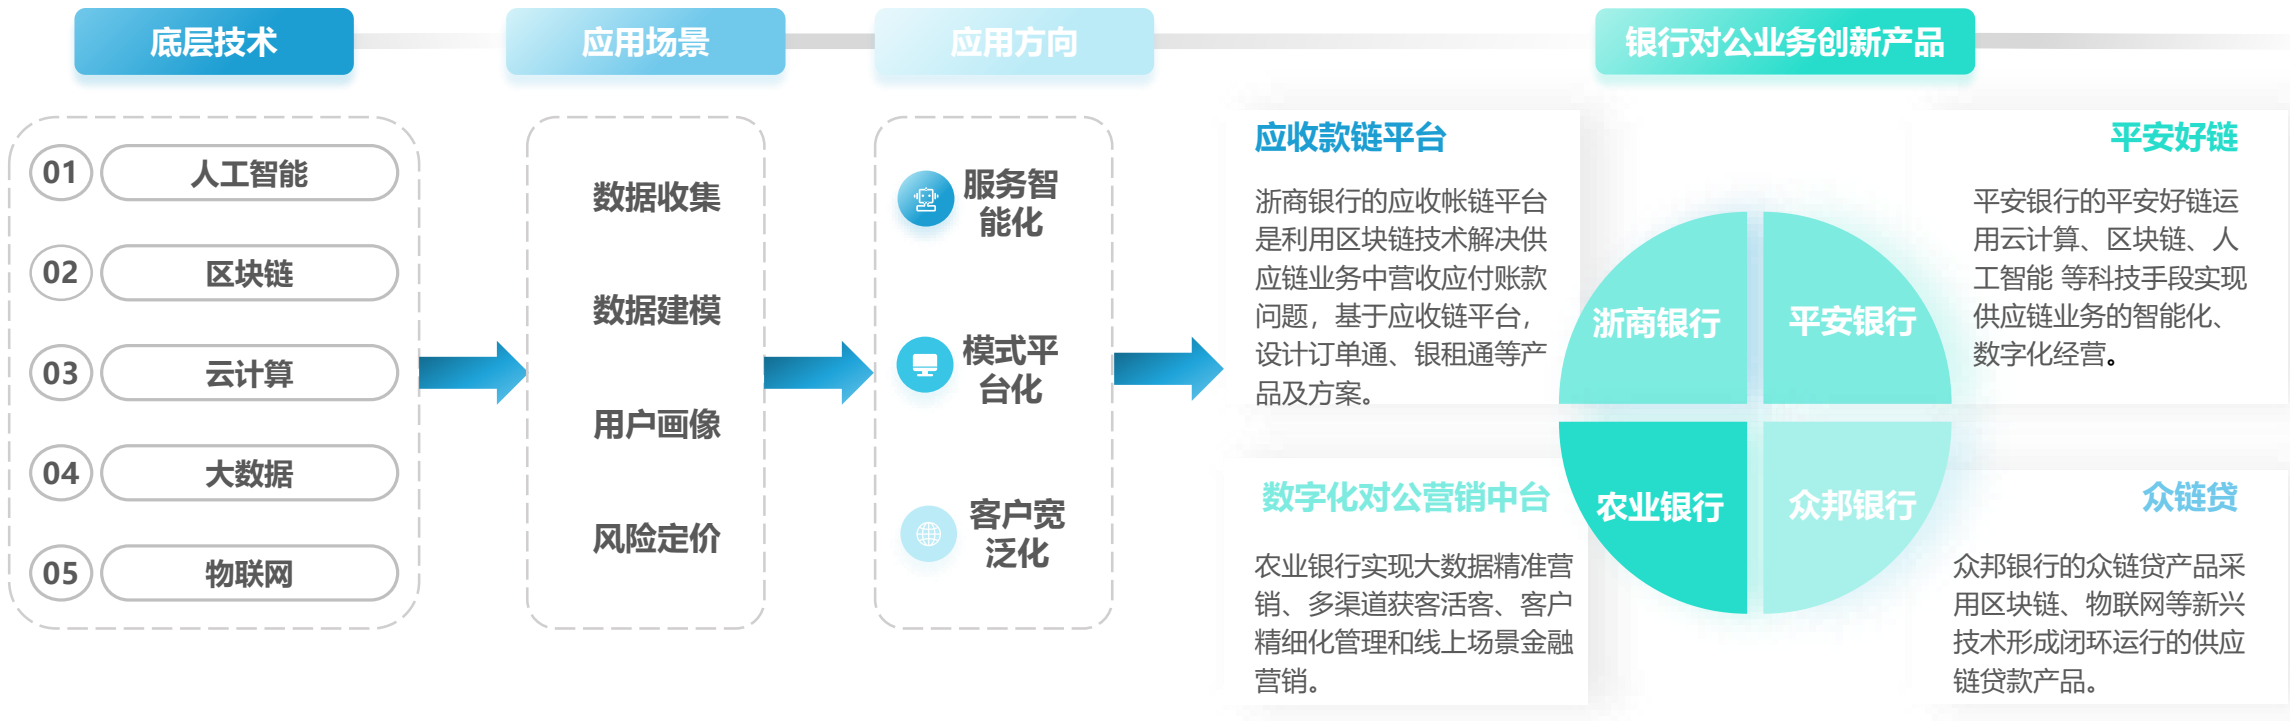 底层技术
应用场景
应用方向
银行对公业务创新产品
01
人工智能
02
区块链
03
云计算
04
大数据
05
物联网
数据收集
数据建模
用户画像
风险定价
服务智
能化
模式平
台化
客户宽
泛化
应收款链平台
浙商银行的应收帐链平台
是利用区块链技术解决供
应链业务中营收应付账款
问题，基于应收链平台，
设计订单通、银租通等产
品及方案。
平安好链
平安银行的平安好链运
用云计算、区块链、人
工智能 等科技手段实现
供应链业务的智能化、
数字化经营。
浙商银行
平安银行
农业银行
众邦银行
数字化对公营销中台
农业银行实现大数据精准营
销、多渠道获客活客、客户
精细化管理和线上场景金融
营销。
众链贷
众邦银行的众链贷产品采
用区块链、物联网等新兴
技术形成闭环运行的供应
链贷款产品。